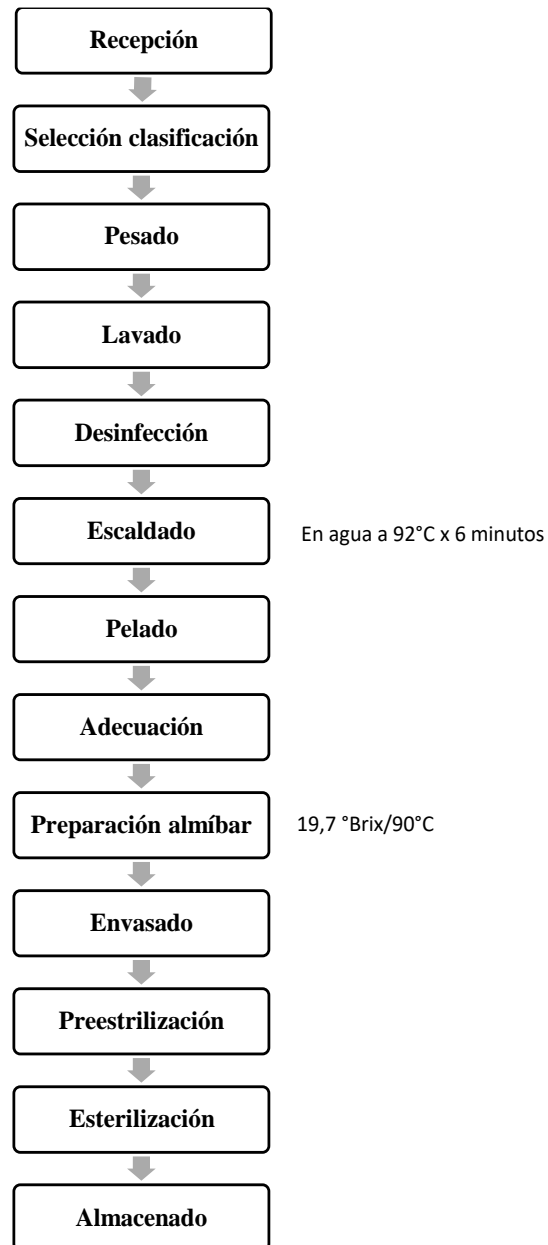 Recepción
Selección clasificación
Pesado
Lavado
Desinfección
Escaldado
En agua a 92°C x 6 minutos
Pelado
Adecuación
Preparación almíbar
19,7 °Brix/90°C
Envasado
Preestrilización
Esterilización
Almacenado